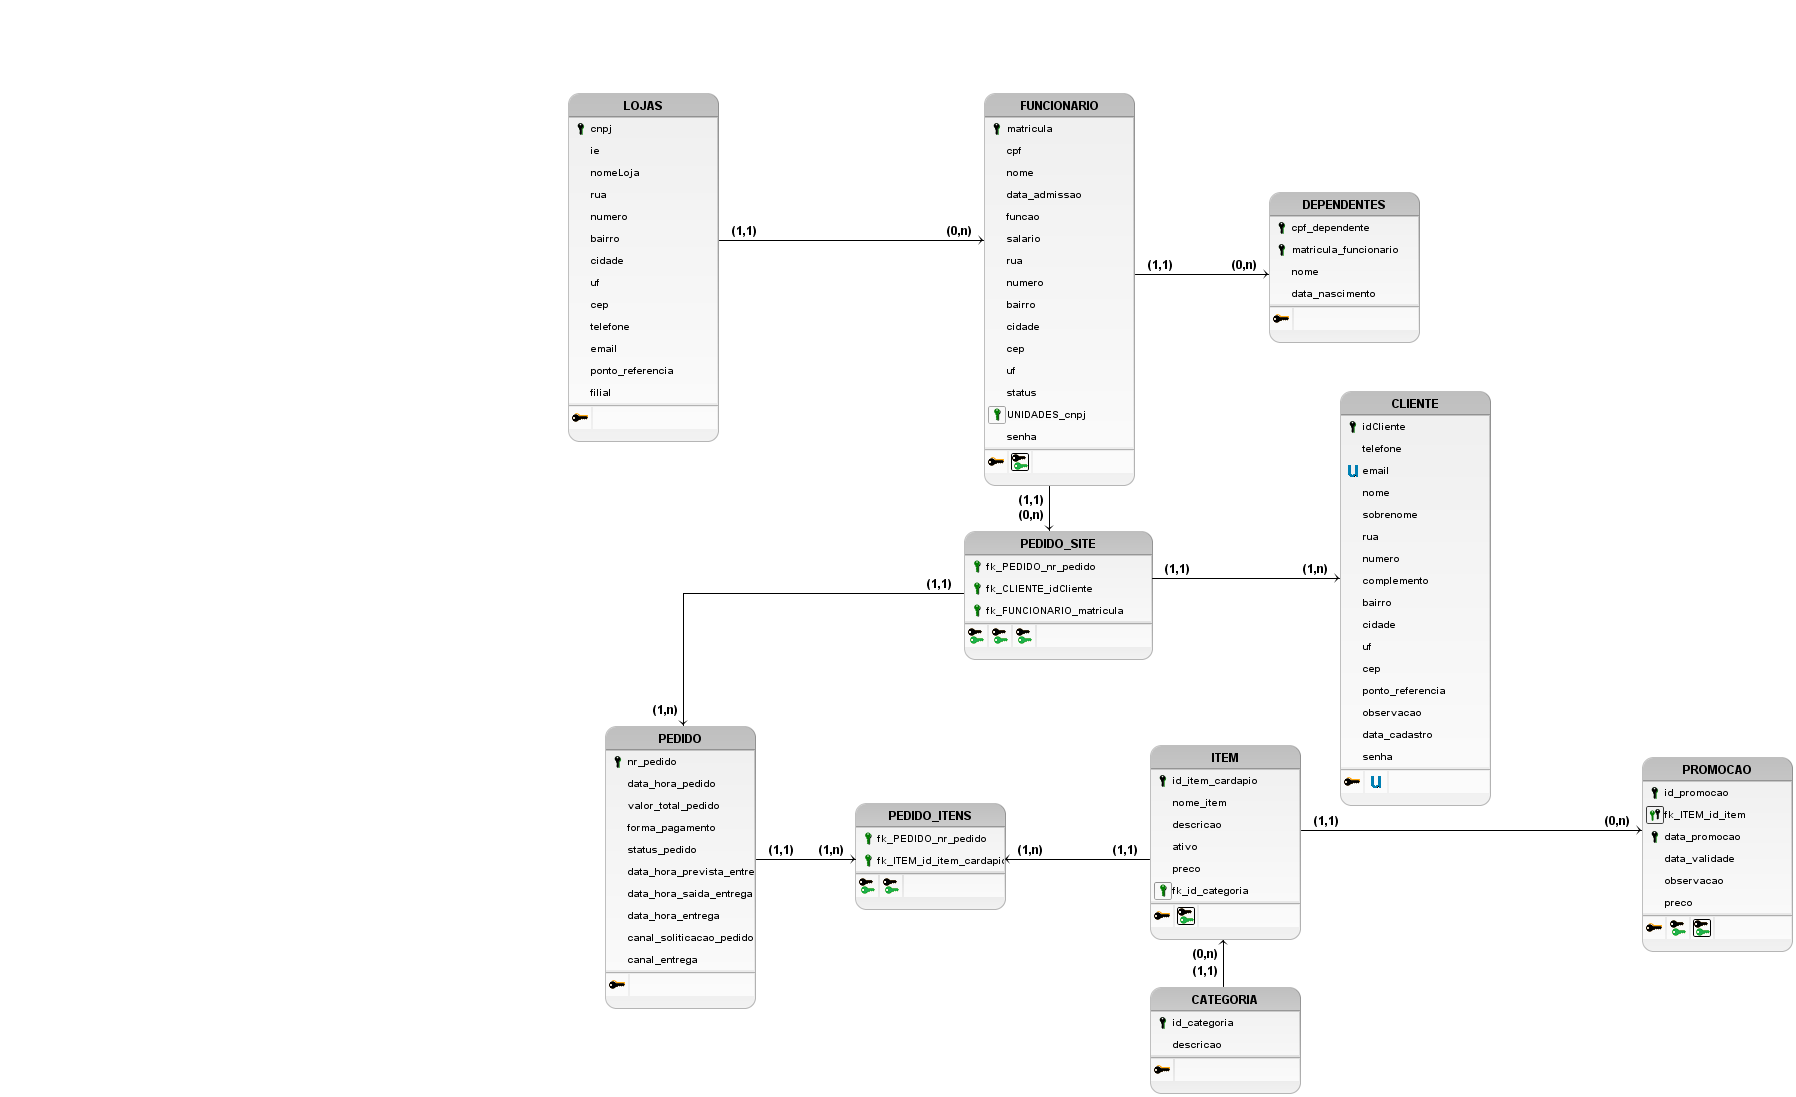 LOJAS
cnpj
ie
nomeLoja
rua
numero
bairro
cidade
uf
cep
telefone
email
ponto_referencia
filial
(1,1)
(0,n)
FUNCIONARIO
matricula
cpf
nome
data_admissao
funcao
salario
rua
numero
bairro
cidade
cep
uf
status
UNIDADES_cnpj
senha
(1,1)
(0,n)
DEPENDENTES
cpf_dependente
matricula_funcionario
nome
data_nascimento
(1,1)
(0,n)
PEDIDO_SITE
fk_PEDIDO_nr_pedido
fk_CLIENTE_idCliente
fk_FUNCIONARIO_matricula
(1,1)
(1,n)
CLIENTE
idCliente
telefone
u email
nome
sobrenome
rua
numero
complemento
bairro
cidade
uf
cep
ponto_referencia
observacao
data_cadastro
senha
u
(1,1)
(1,n)
PEDIDO
nr_pedido
data_hora_pedido
valor_total_pedido
forma_pagamento
status_pedido
data_hora_prevista_entre
data_hora_saida_entrega
data_hora_entrega
canal_soliticacao_pedido
canal_entrega
(1,1)
(1,n)
PEDIDO_ITENS
fk_PEDIDO_nr_pedido
fk_ITEM_id_item_cardapio
(1,n)
(1,1)
ITEM
id_item_cardapio
nome_item
descricao
ativo
preco
fk_id_categoria
(1,1)
(0,n)
PROMOCAO
id_promocao
fk_ITEM_id_item
data_promocao
data_validade
observacao
preco
(0,n)
(1,1)
CATEGORIA
id_categoria
descricao